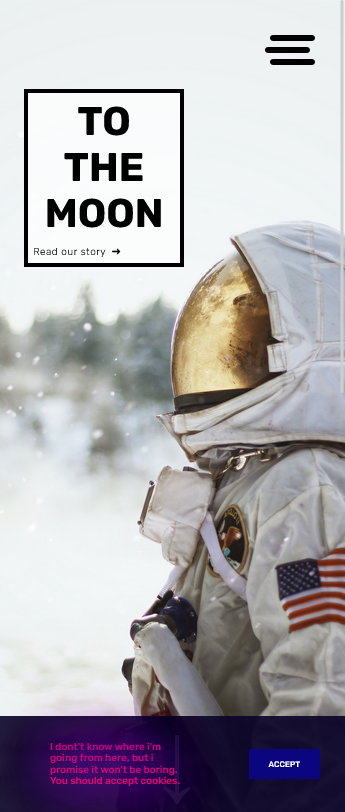 TO
THE
MOON
Read our story →
I dont't know where i'm
going from here, but i
promise it won't be boring.
You should accept cookies.
ACCEPT